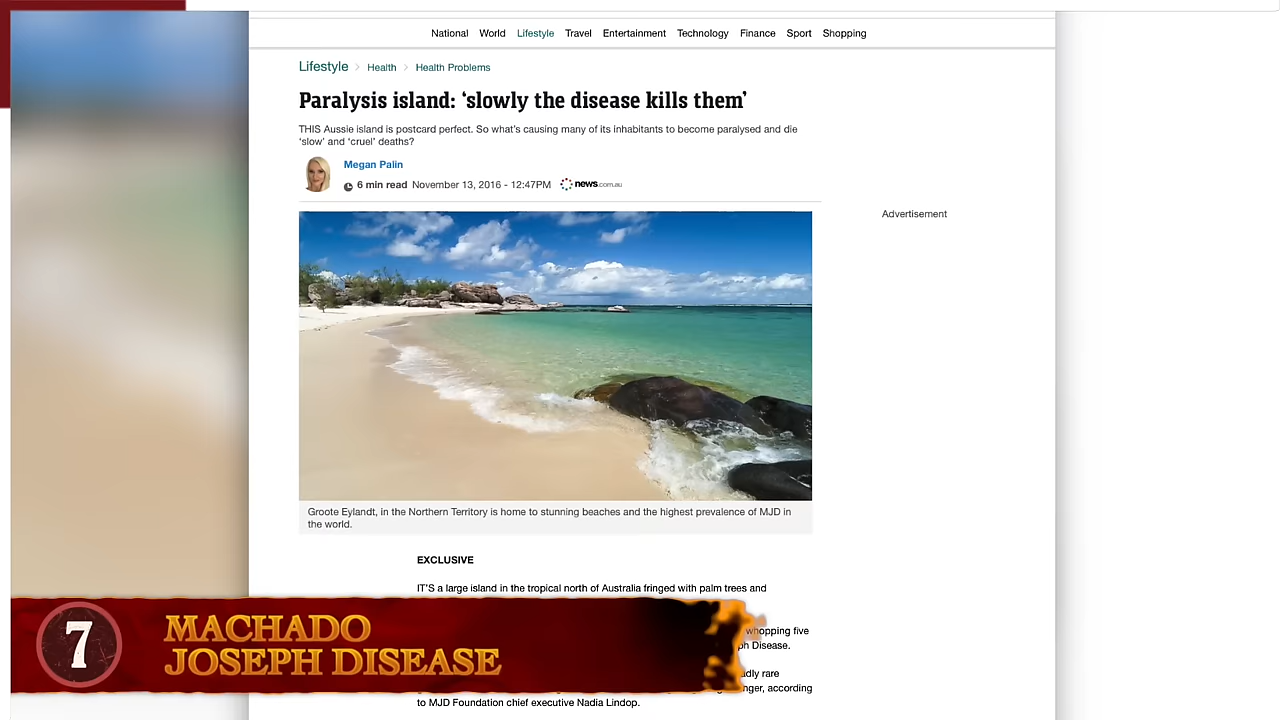 National World Lifestyle Travel Entertainment Technology Finance Sport Shopping
Lifestyle > Health > Health Problems
Paralysis island: ‘slowly the disease kills them’
THIS Aussie island is postcard perfect. So what’s causing many of its inhabitants to become paralysed and die
‘slow’ and ‘cruel’ deaths?
Megan Palin
6 min read November 13, 2016 - 12:47PM news.com.au
Advertisement
Groote Eylandt, in the Northern Territory is home to stunning beaches and the highest prevalence of MJD in
the world.
EXCLUSIVE
IT’S a large island in the tropical north of Australia fringed with palm trees and
whopping five
Disease.
rare
according
to MJD Foundation chief executive Nadia Lindop.
7
MACHADO
JOSEPH DISEASE